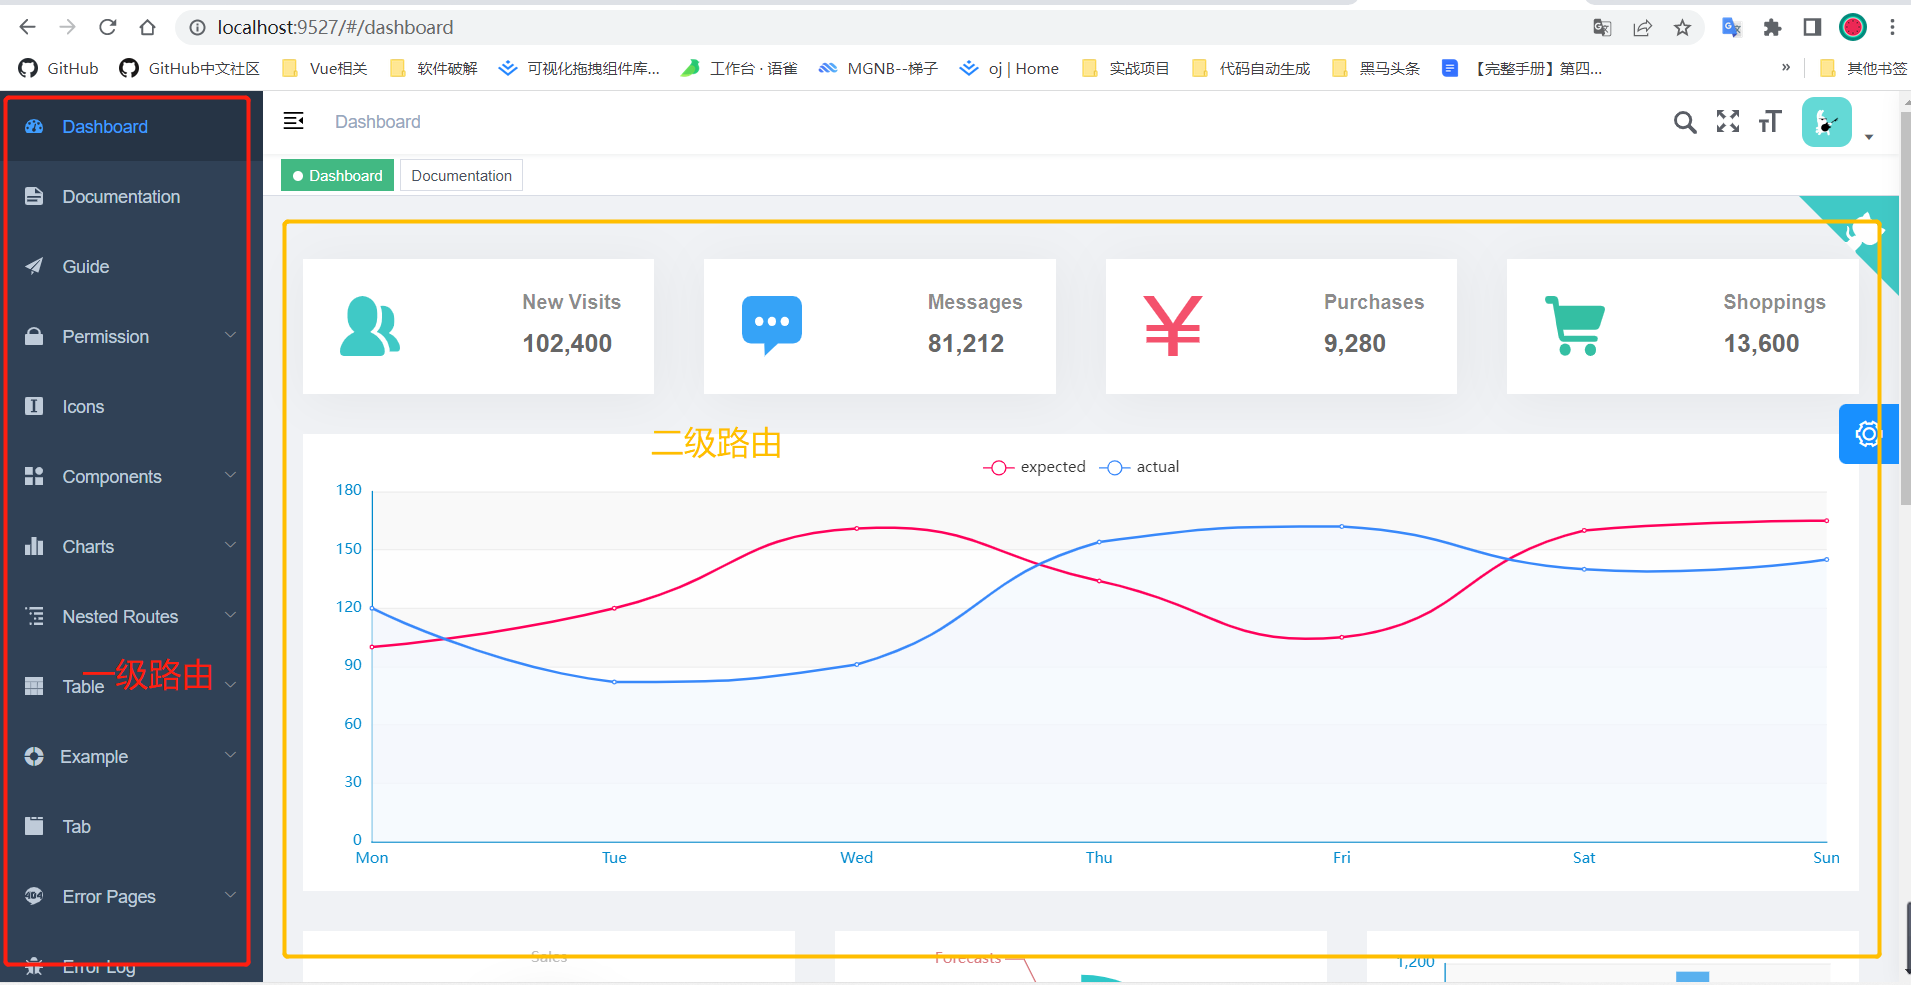 localhost:9527/#/dashboard
GitHub GitHub中文社区 Vue相关 软件破解 可视化拖拽组件库... 工作台 · 语雀 MGNB--梯子 oj | Home 实战项目 代码自动生成 黑马头条 【完整手册】第四... » 其他书签
Dashboard
Documentation
Guide
Permission
Icons
Components
Charts
Nested Routes
Table
一级路由
Example
Tab
Error Pages
Error Log
Dashboard
Dashboard Documentation
New Visits
102,400
Messages
81,212
Purchases
9,280
Shoppings
13,600
二级路由
expected actual
180
150
120
90
60
30
0
Mon Tue Wed Thu Fri Sat Sun
Sales
Forecasts
1,200